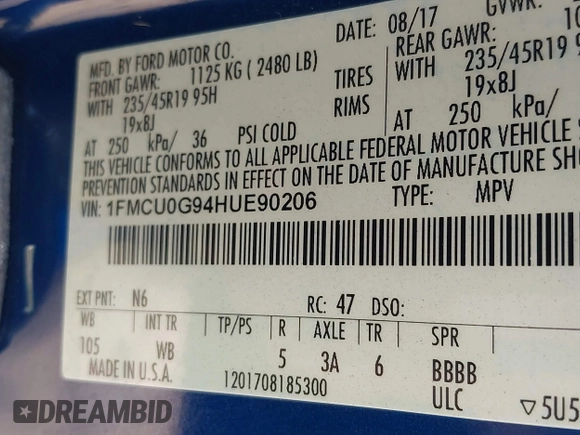 MFD. BY FORD MOTOR CO.
DATE: 08/17
GVWR:
FRONT GAWR: 1125 KG ( 2480 LB)
REAR GAWR:
WITH 235/45R19 95H TIRES WITH 235/45R19
19x8J RIMS 19x8J
AT 250 kPa/ 36 PSI COLD AT 250 kPa/
THIS VEHICLE CONFORMS TO ALL APPLICABLE FEDERAL MOTOR VEHICLE
PREVENTION STANDARDS IN EFFECT ON THE DATE OF MANUFACTURE
VIN: 1FMCU0G94HUE90206 TYPE: MPV
EXT PNT: N6 RC: 47 DSO:
WB INT TR TP/PS R AXLE TR SPR
105 WB 5 3A 6 BBBB
MADE IN U.S.A. 1201708185300 ULC
▽5U5
DREAMBID